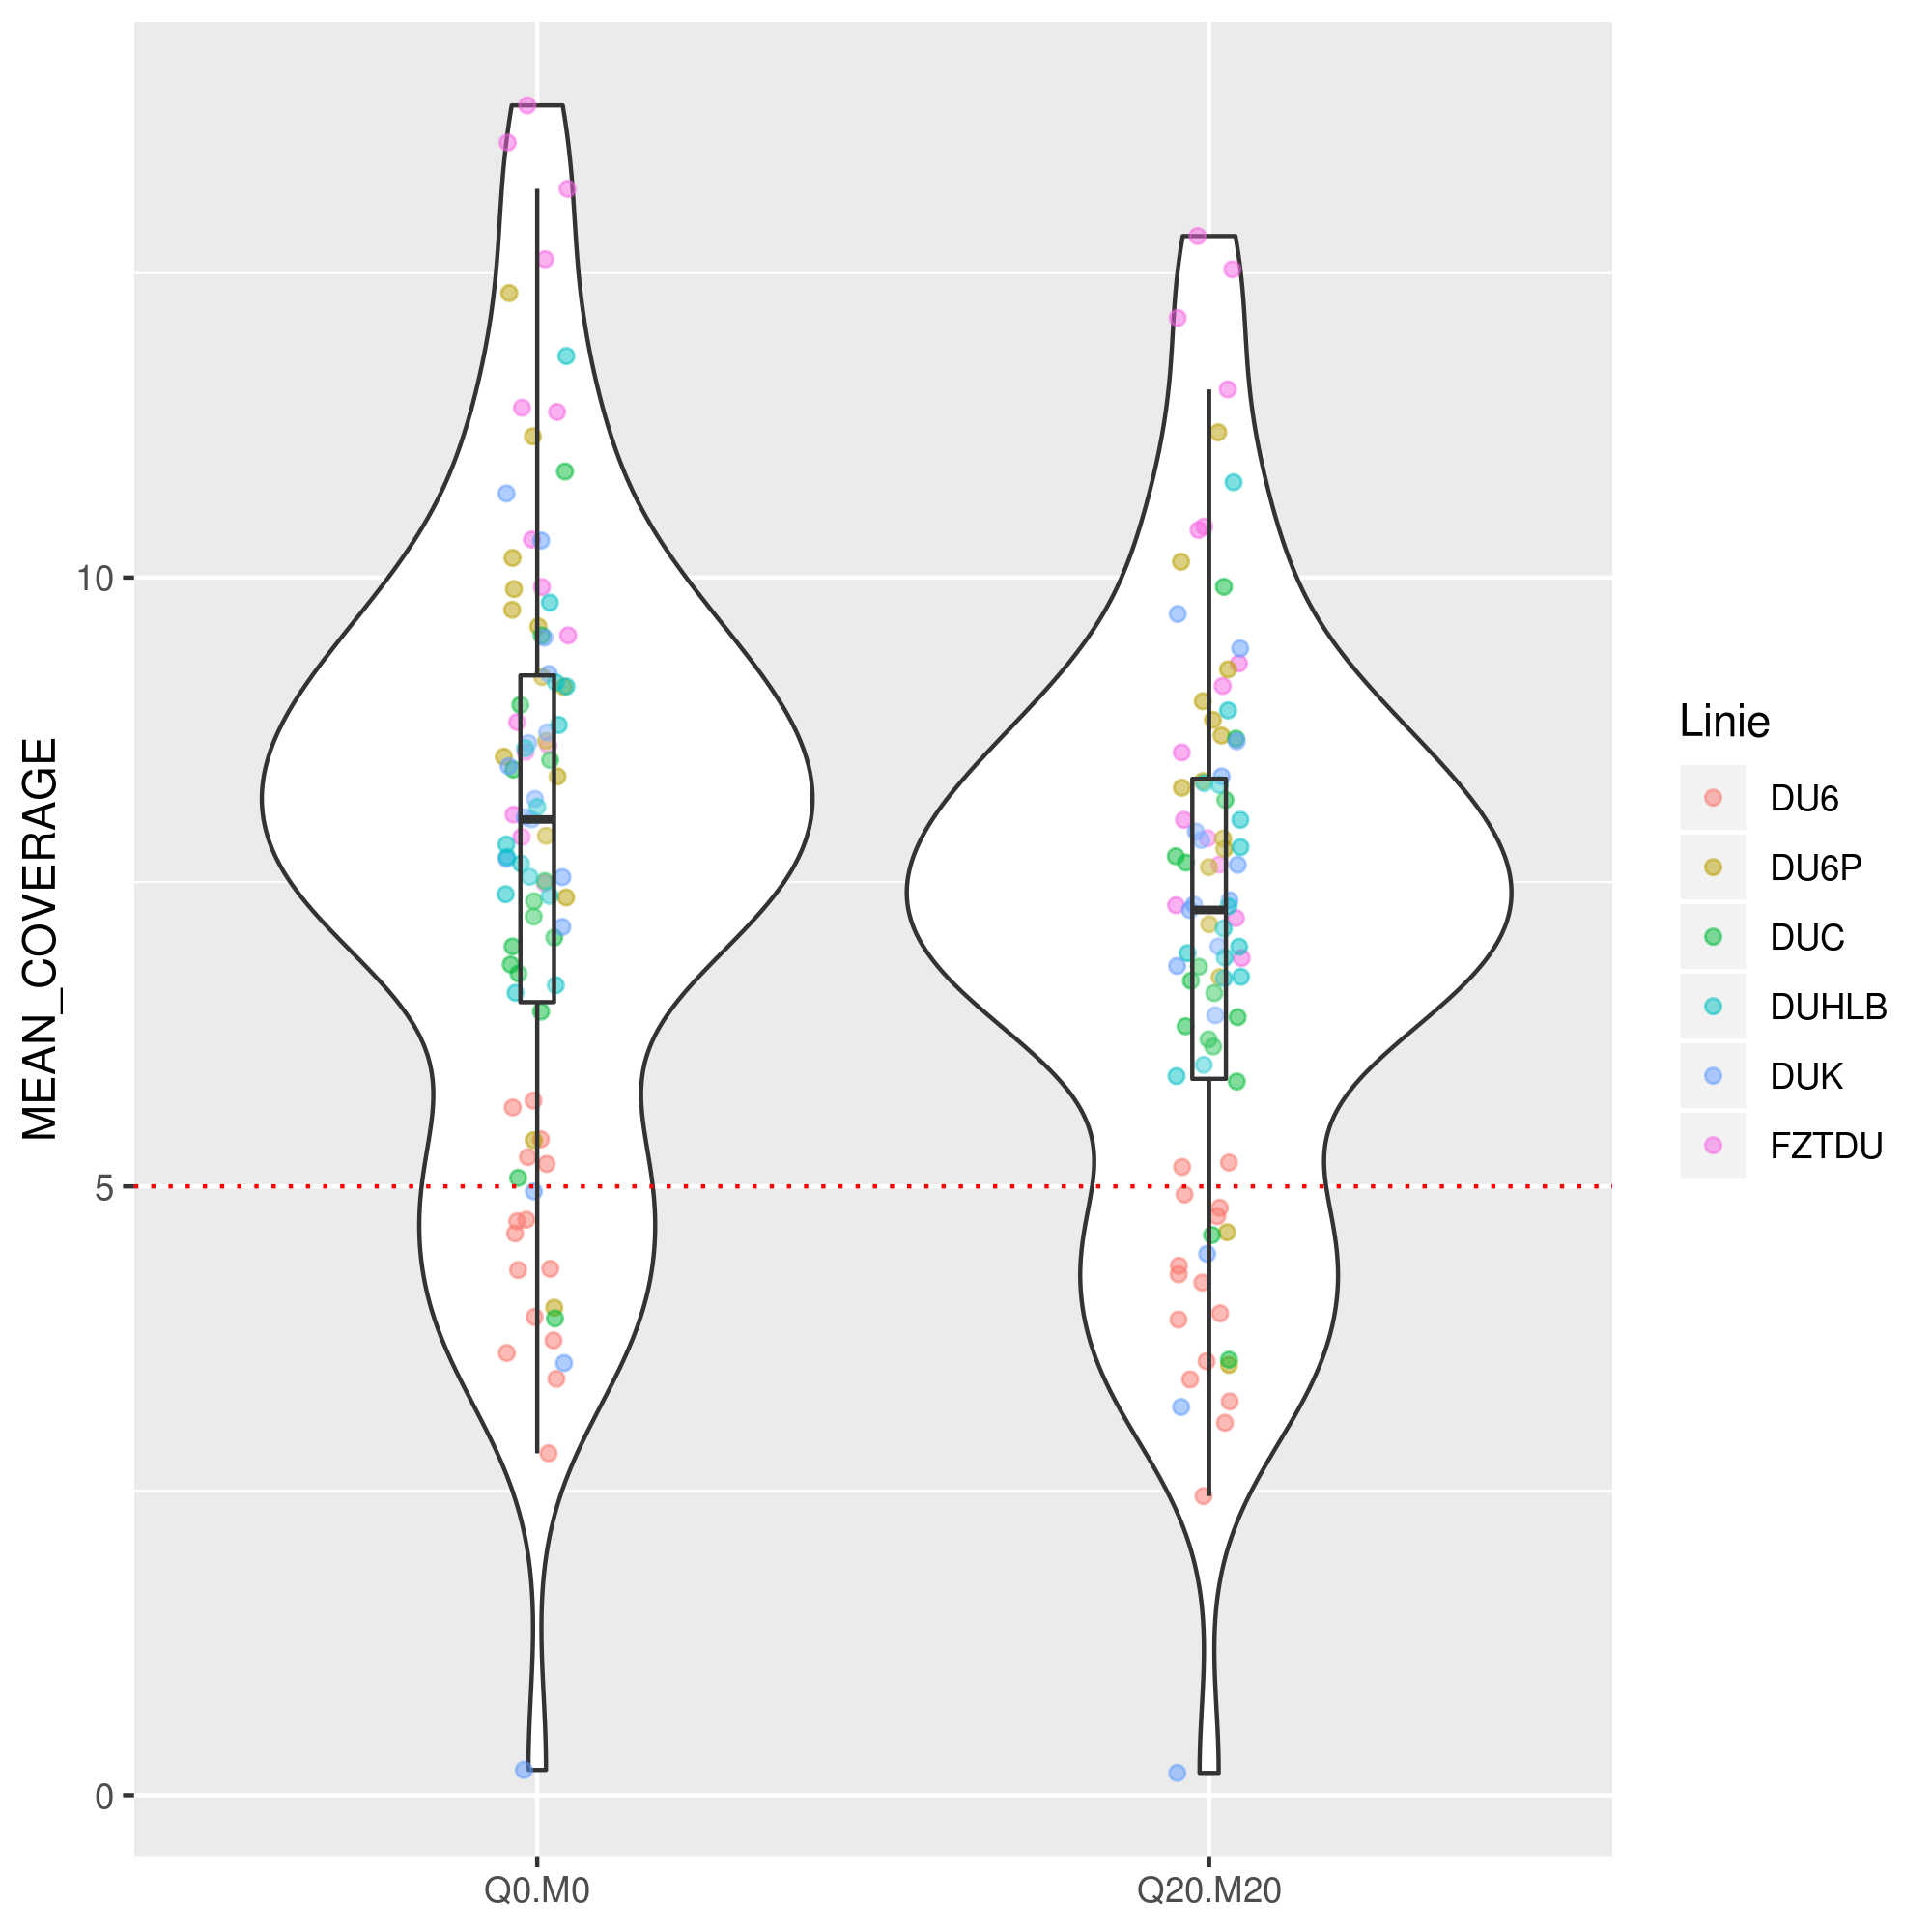 MEAN_COVERAGE
10
5
0
Q0.M0
Q20.M20
Linie
DU6
DU6P
DUC
DUHLB
DUK
FZTDU